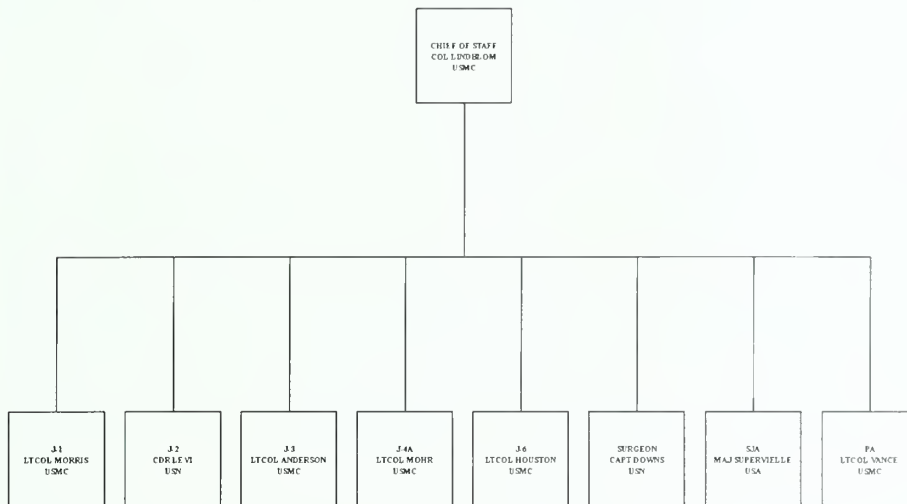 CHIEF OF STAFF
COL LINDBLOM
USMC
J-1
LTCOL MORRIS
USMC
J-2
CDR LEVI
USN
J-3
LTCOL ANDERSON
USMC
J-4A
LTCOL MOHR
USMC
J-6
LTCOL HOUSTON
USMC
SURGEON
CAPT DOWNS
USN
SJA
MAJ SUPERVIELLE
USA
PA
LTCOL VANCE
USMC